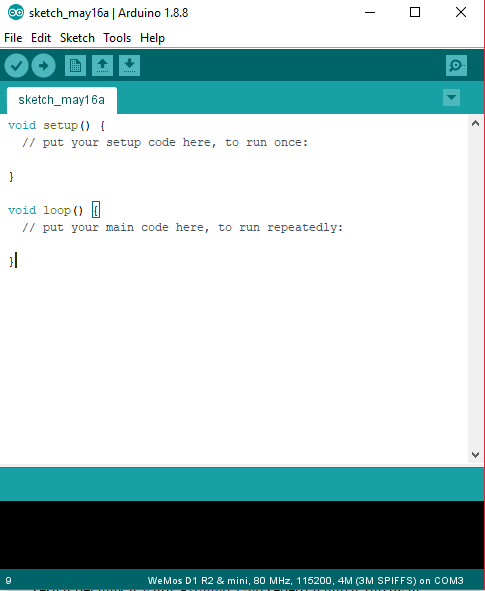 sketch_may16a | Arduino 1.8.8
File Edit Sketch Tools Help
sketch_may16a
void setup() {
  // put your setup code here, to run once:
}
void loop() {
  // put your main code here, to run repeatedly:
}
9 WeMos D1 R2 & mini, 80 MHz, 115200, 4M (3M SPIFFS) on COM3